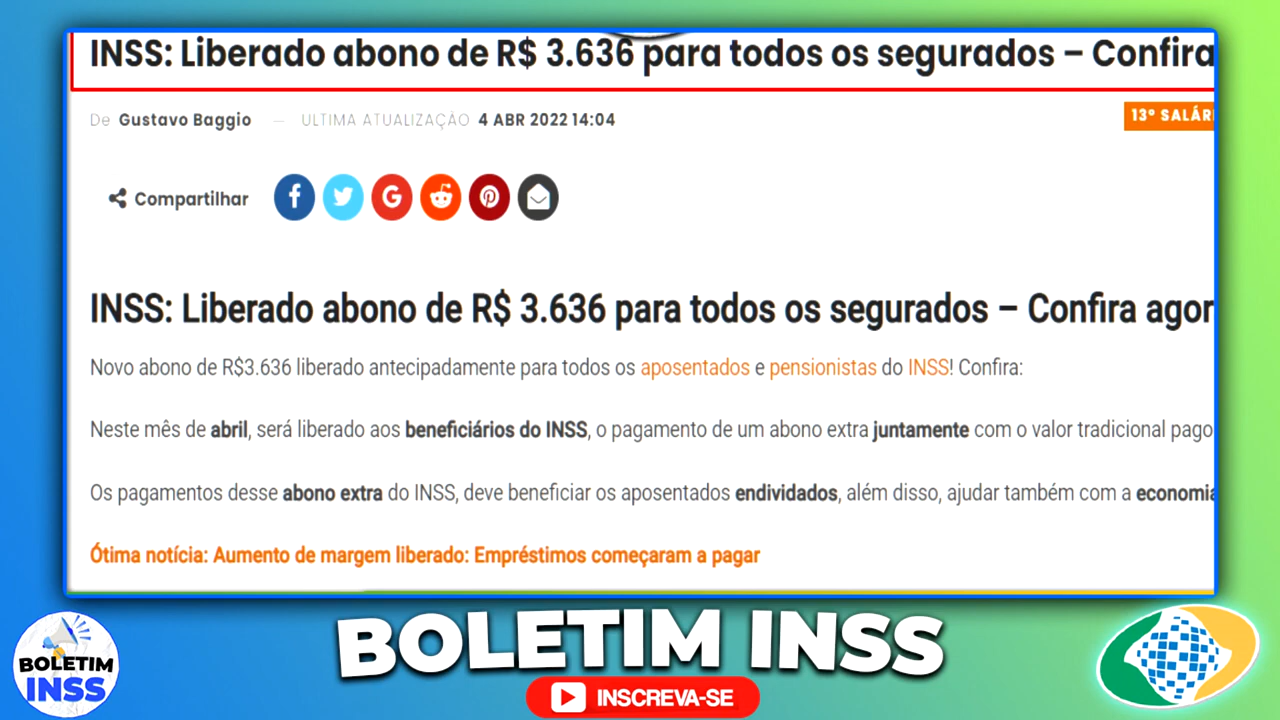 INSS: Liberado abono de R$ 3.636 para todos os segurados – Confira
De Gustavo Baggio — ULTIMA ATUALIZAÇÃO 4 ABR 2022 14:04
13º SALÁR
Compartilhar
INSS: Liberado abono de R$ 3.636 para todos os segurados – Confira agor
Novo abono de R$3.636 liberado antecipadamente para todos os aposentados e pensionistas do INSS! Confira:
Neste mês de abril, será liberado aos beneficiários do INSS, o pagamento de um abono extra juntamente com o valor tradicional pago
Os pagamentos desse abono extra do INSS, deve beneficiar os aposentados endividados, além disso, ajudar também com a economia
Ótima notícia: Aumento de margem liberado: Empréstimos começaram a pagar
BOLETIM INSS
INSCREVA-SE
BOLETIM
INSS